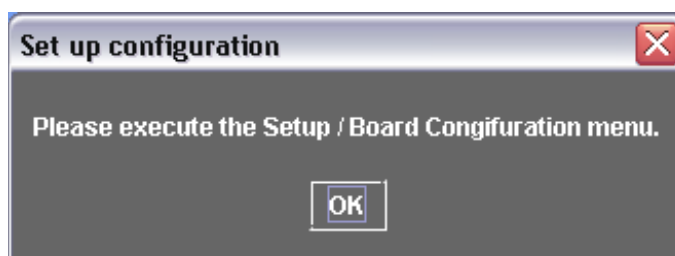 Set up configuration
Please execute the Setup / Board Congifuration menu.
OK